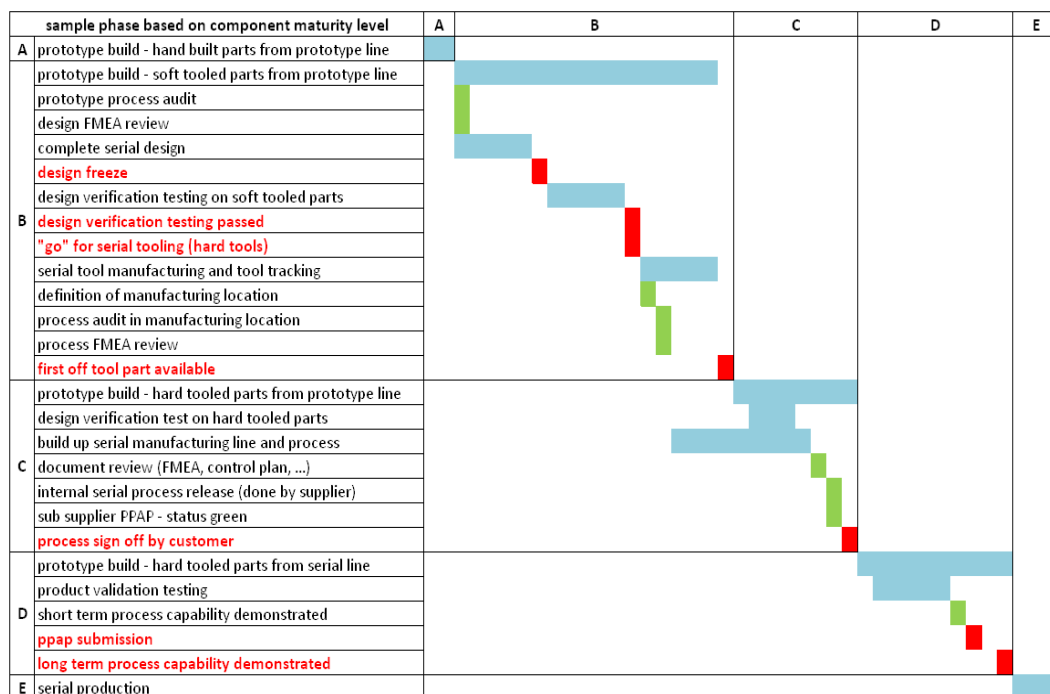 sample phase based on component maturity level A B C D E
A prototype build - hand built parts from prototype line
prototype build - soft tooled parts from prototype line
prototype process audit
design FMEA review
complete serial design
design freeze
design verification testing on soft tooled parts
B design verification testing passed
"go" for serial tooling (hard tools)
serial tool manufacturing and tool tracking
definition of manufacturing location
process audit in manufacturing location
process FMEA review
first off tool part available
prototype build - hard tooled parts from prototype line
design verification test on hard tooled parts
build up serial manufacturing line and process
C document review (FMEA, control plan, ...)
internal serial process release (done by supplier)
sub supplier PPAP - status green
process sign off by customer
prototype build - hard tooled parts from serial line
product validation testing
D short term process capability demonstrated
ppap submission
long term process capability demonstrated
E serial production